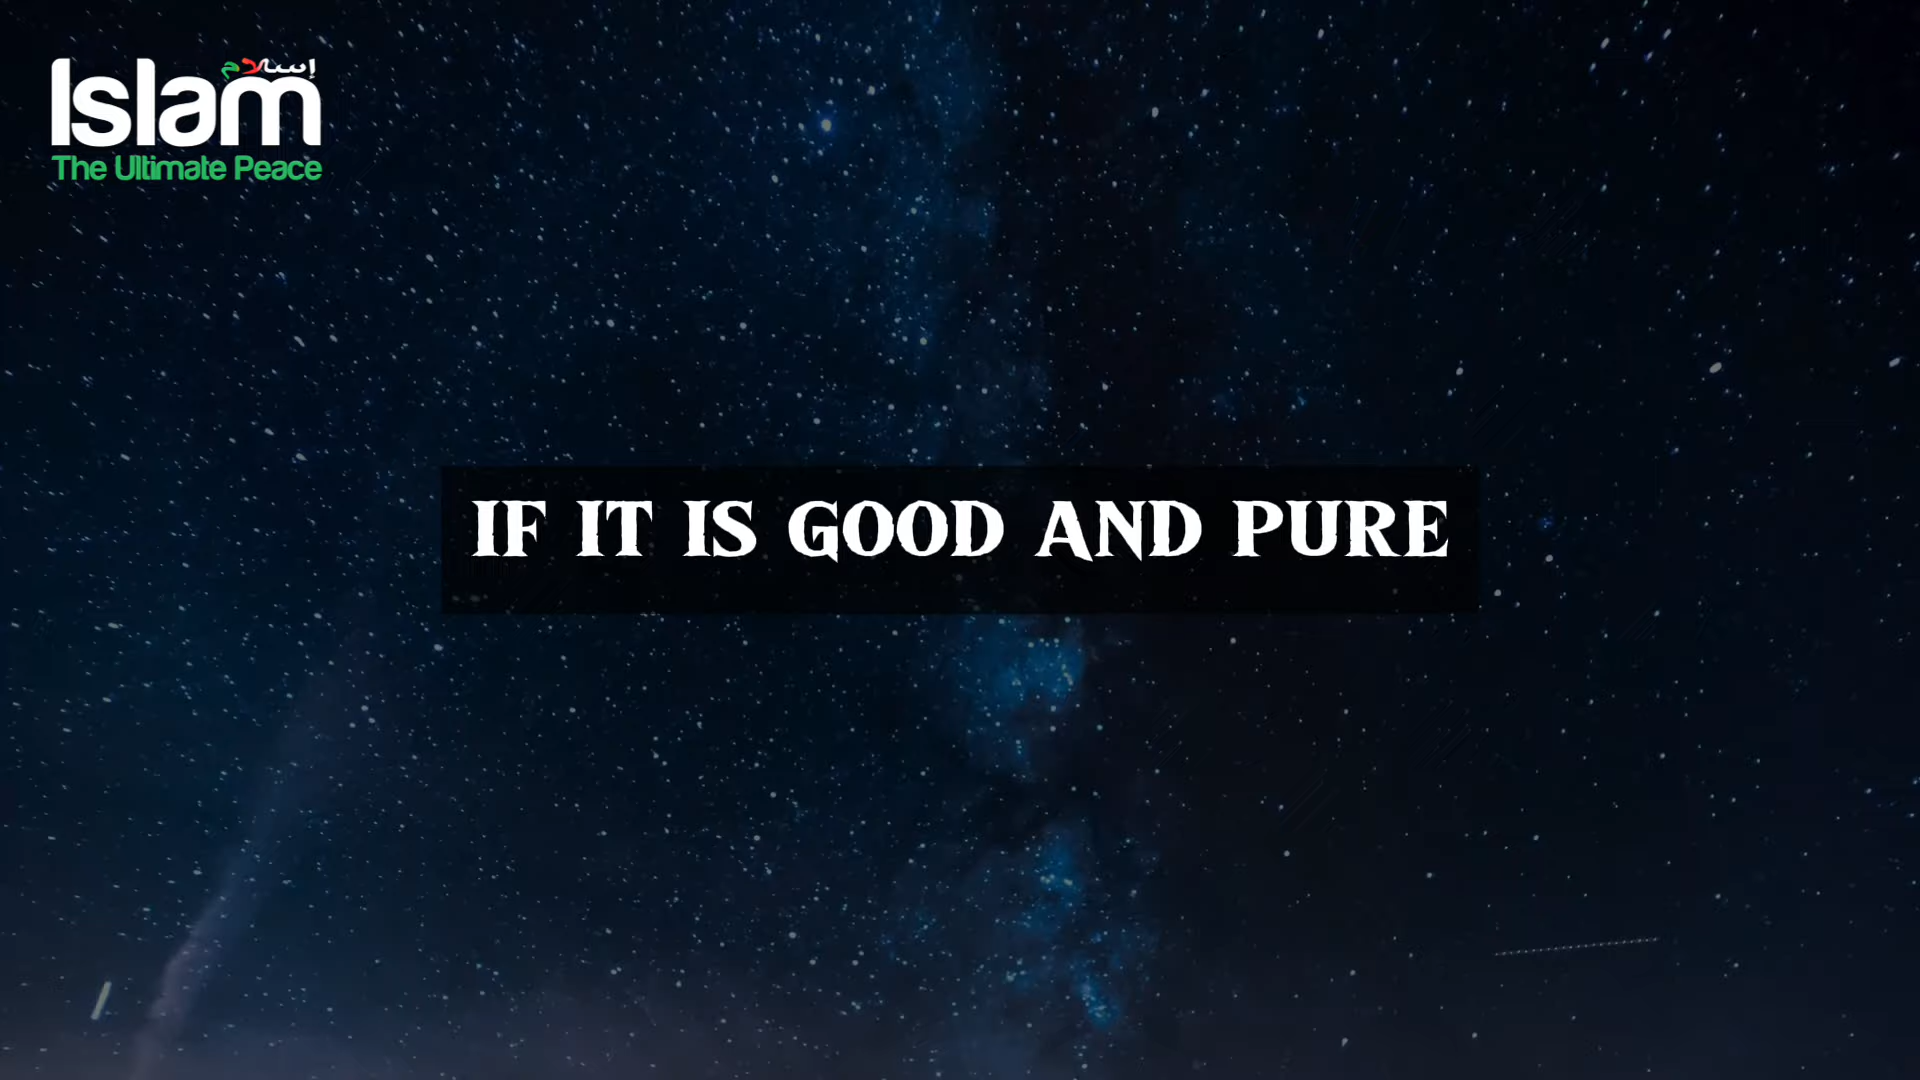 إسلام
Islam
The Ultimate Peace
IF IT IS GOOD AND PURE